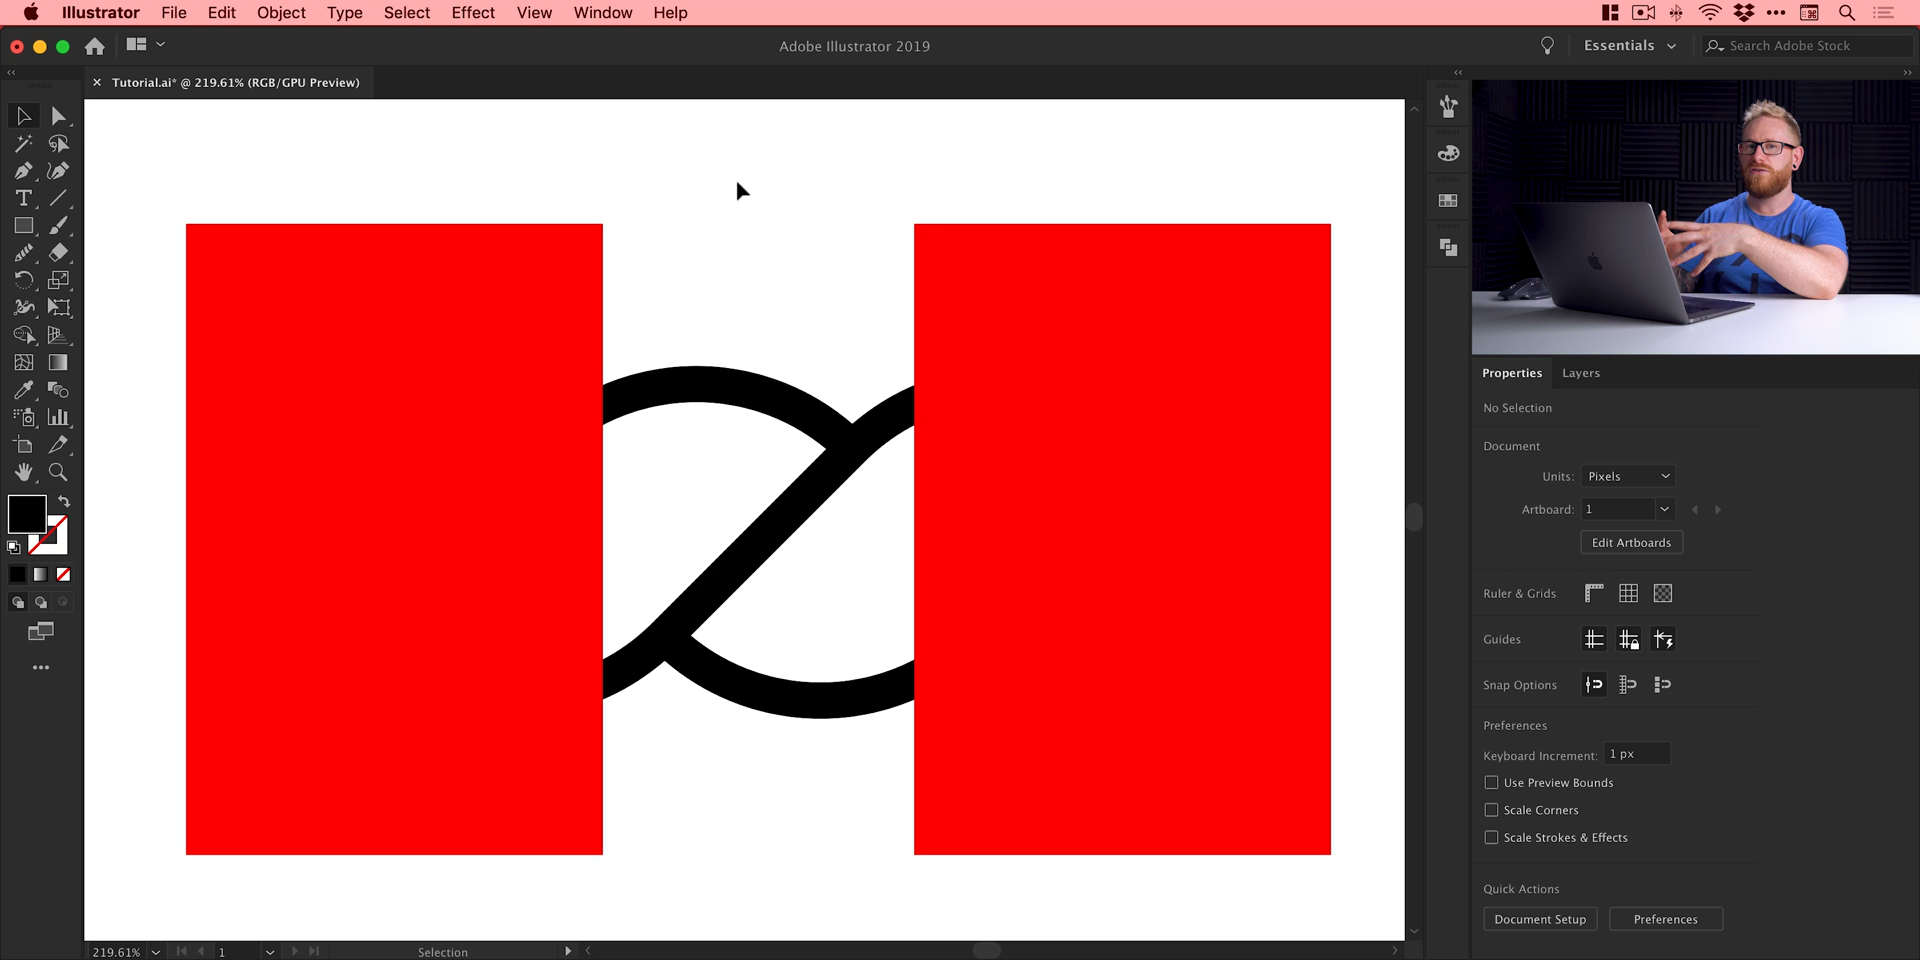 Illustrator File Edit Object Type Select Effect View Window Help
Adobe Illustrator 2019
Essentials
Search Adobe Stock
× Tutorial.ai* @ 219.61% (RGB/GPU Preview)
Properties Layers
No Selection
Document
Units: Pixels
Artboard: 1
Edit Artboards
Ruler & Grids
Guides
Snap Options
Preferences
Keyboard Increment: 1 px
Use Preview Bounds
Scale Corners
Scale Strokes & Effects
Quick Actions
Document Setup Preferences
219.61% 1 Selection